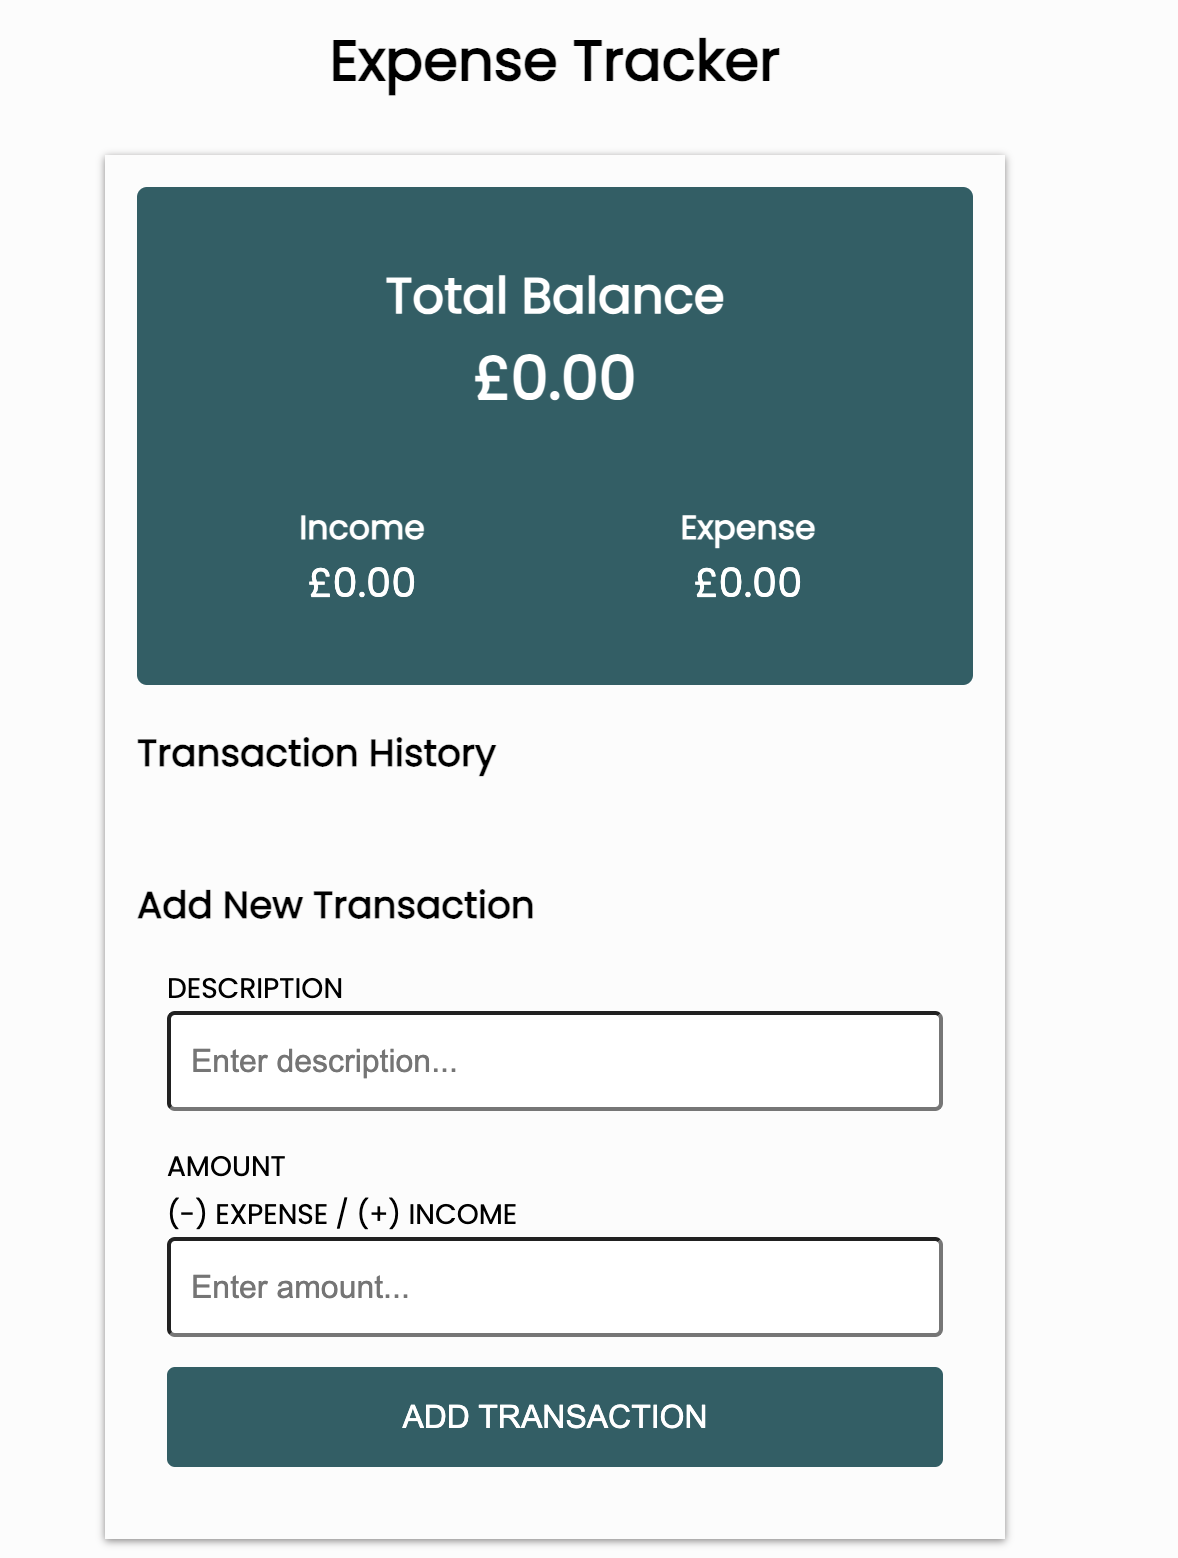 Expense Tracker
Total Balance
£0.00
Income Expense
£0.00 £0.00
Transaction History
Add New Transaction
DESCRIPTION
Enter description...
AMOUNT
(-) EXPENSE / (+) INCOME
Enter amount...
ADD TRANSACTION